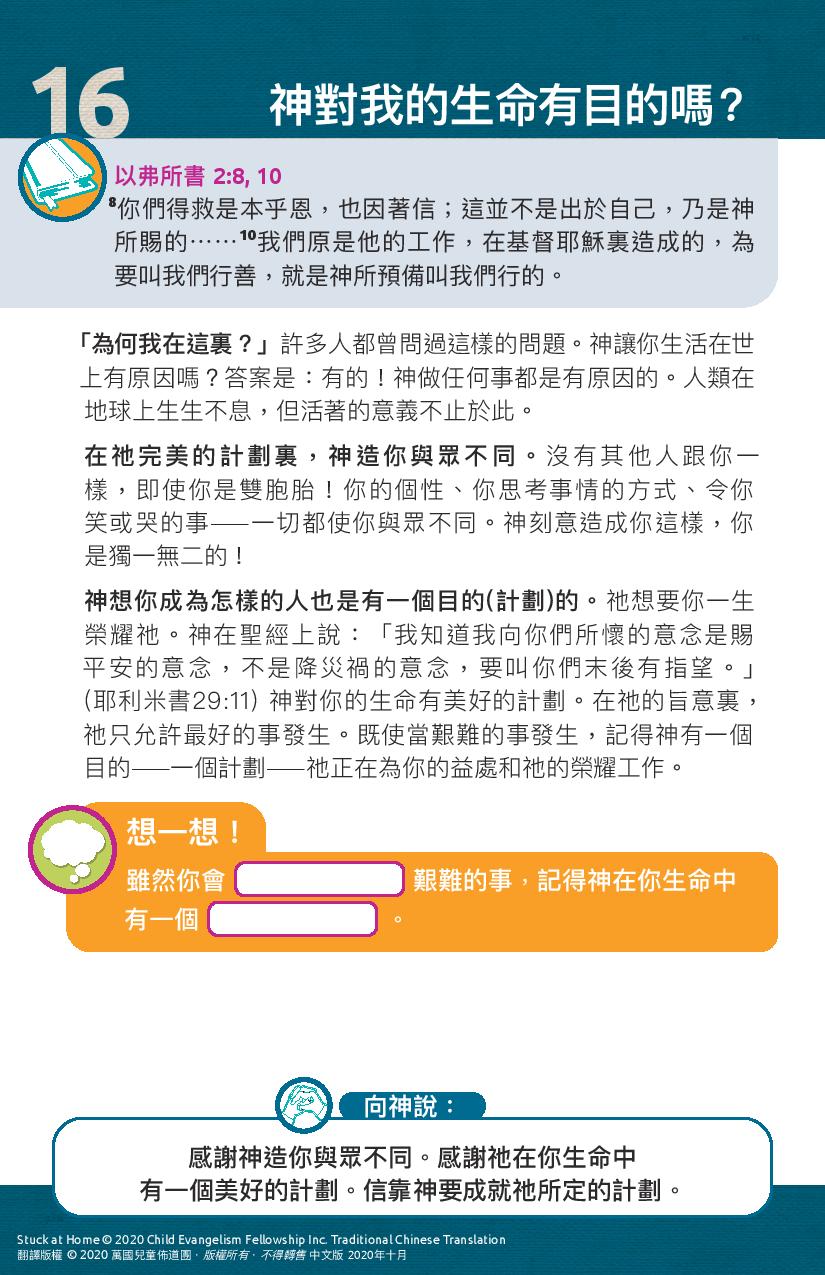 16
神對我的生命有目的嗎？
以弗所書 2:8, 10
8你們得救是本乎恩，也因著信；這並不是出於自己，乃是神
所賜的……10我們原是他的工作，在基督耶穌裏造成的，為
要叫我們行善，就是神所預備叫我們行的。
「為何我在這裏？」許多人都曾問過這樣的問題。神讓你生活在世
上有原因嗎？答案是：有的！神做任何事都是有原因的。人類在
地球上生生不息，但活著的意義不止於此。
在祂完美的計劃裏，神造你與眾不同。沒有其他人跟你一
樣，即使你是雙胞胎！你的個性、你思考事情的方式、令你
笑或哭的事——一切都使你與眾不同。神刻意造成你這樣，你
是獨一無二的！
神想你成為怎樣的人也是有一個目的(計劃)的。祂想要你一生
榮耀祂。神在聖經上說：「我知道我向你們所懷的意念是賜
平安的意念，不是降災禍的意念，要叫你們末後有指望。」
(耶利米書29:11) 神對你的生命有美好的計劃。在祂的旨意裏，
祂只允許最好的事發生。既使當艱難的事發生，記得神有一個
目的——一個計劃——祂正在為你的益處和祂的榮耀工作。
想一想！
雖然你會 艱難的事，記得神在你生命中
有一個 。
向神說：
感謝神造你與眾不同。感謝祂在你生命中
有一個美好的計劃。信靠神要成就祂所定的計劃。
Stuck at Home © 2020 Child Evangelism Fellowship Inc. Traditional Chinese Translation
翻譯版權 © 2020 萬國兒童佈道團 · 版權所有 · 不得轉售 中文版 2020年十月